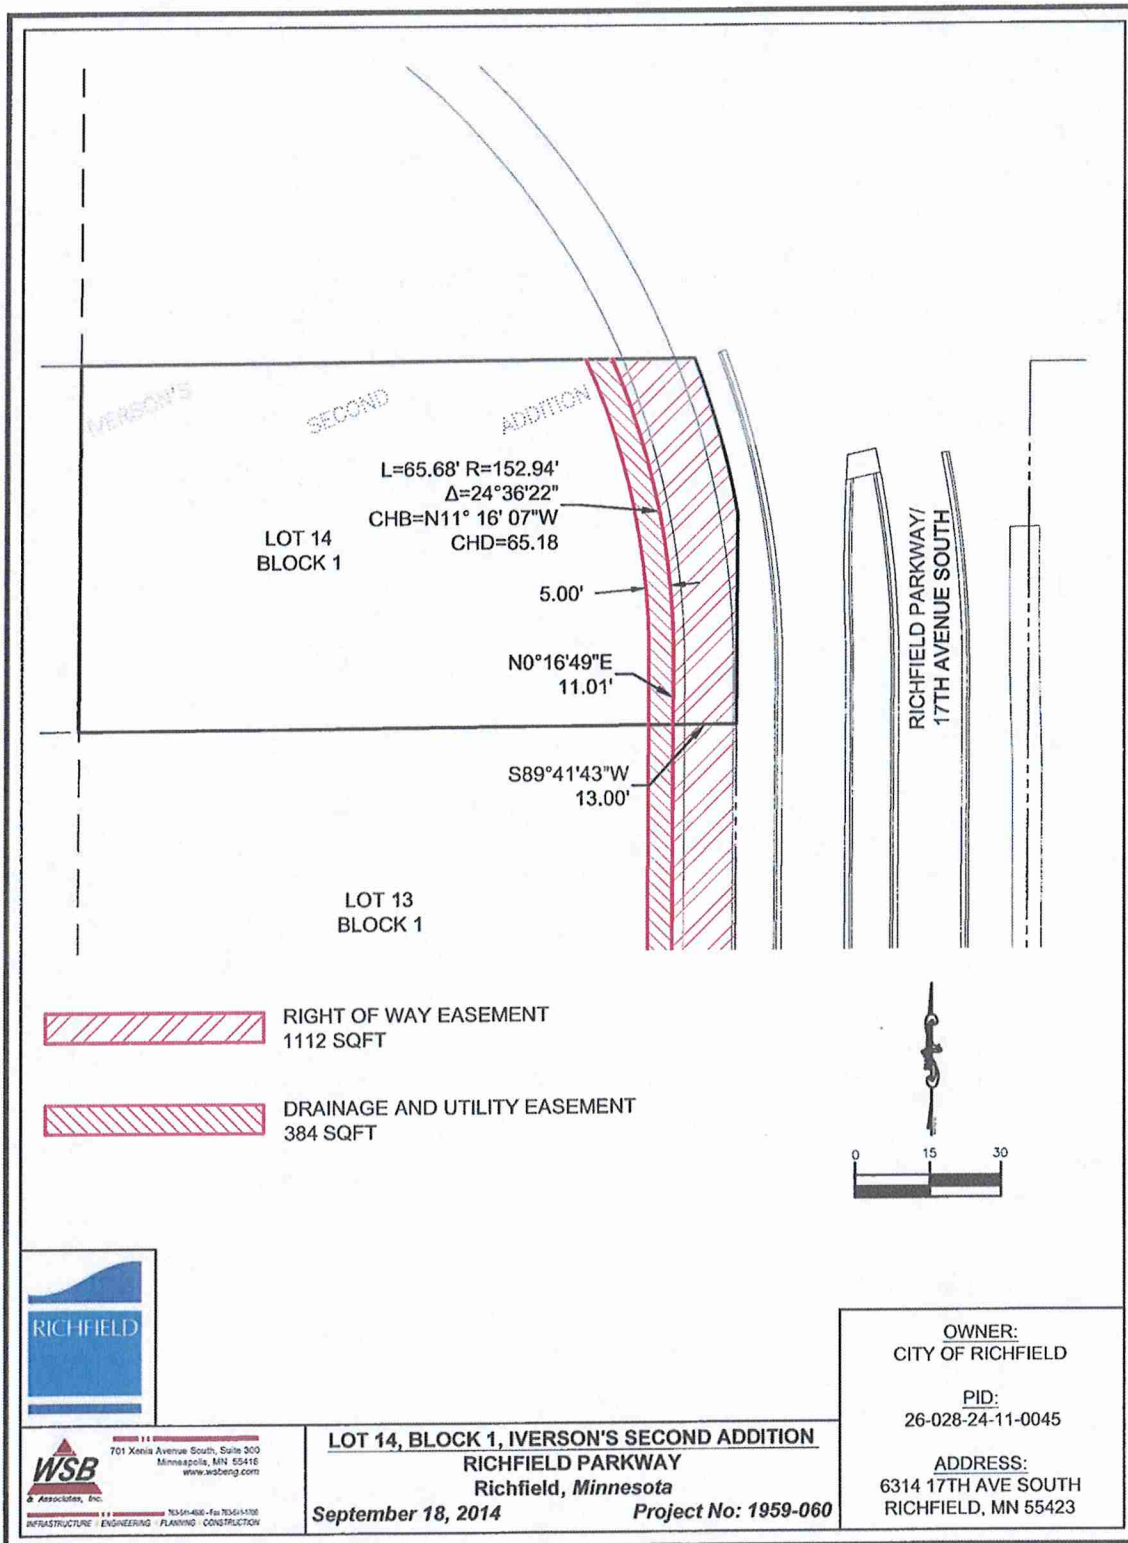 IVERSON'S
SECOND
ADDITION
L=65.68' R=152.94'
Δ=24°36'22"
CHB=N11° 16' 07"W
CHD=65.18
LOT 14
BLOCK 1
5.00'
N0°16'49"E
11.01'
S89°41'43"W
13.00'
RICHFIELD PARKWAY/
17TH AVENUE SOUTH
LOT 13
BLOCK 1
RIGHT OF WAY EASEMENT
1112 SQFT
DRAINAGE AND UTILITY EASEMENT
384 SQFT
0 15 30
RICHFIELD
WSB
& Associates, Inc.
701 Xenia Avenue South, Suite 300
Minneapolis, MN 55416
www.wsbeng.com
INFRASTRUCTURE | ENGINEERING | PLANNING | CONSTRUCTION
LOT 14, BLOCK 1, IVERSON'S SECOND ADDITION
RICHFIELD PARKWAY
Richfield, Minnesota
September 18, 2014 Project No: 1959-060
OWNER:
CITY OF RICHFIELD
PID:
26-028-24-11-0045
ADDRESS:
6314 17TH AVE SOUTH
RICHFIELD, MN 55423